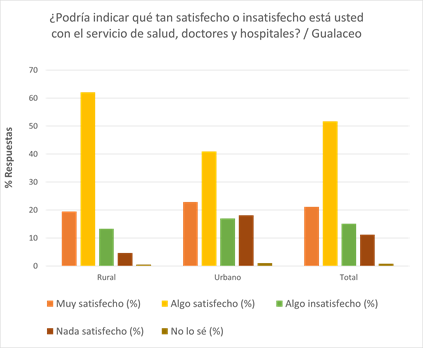 ¿Podría indicar qué tan satisfecho o insatisfecho está usted
con el servicio de salud, doctores y hospitales? / Gualaceo
% Respuestas
70
60
50
40
30
20
10
0
Rural
Urbano
Total
Muy satisfecho (%)
Algo satisfecho (%)
Algo insatisfecho (%)
Nada satisfecho (%)
No lo sé (%)